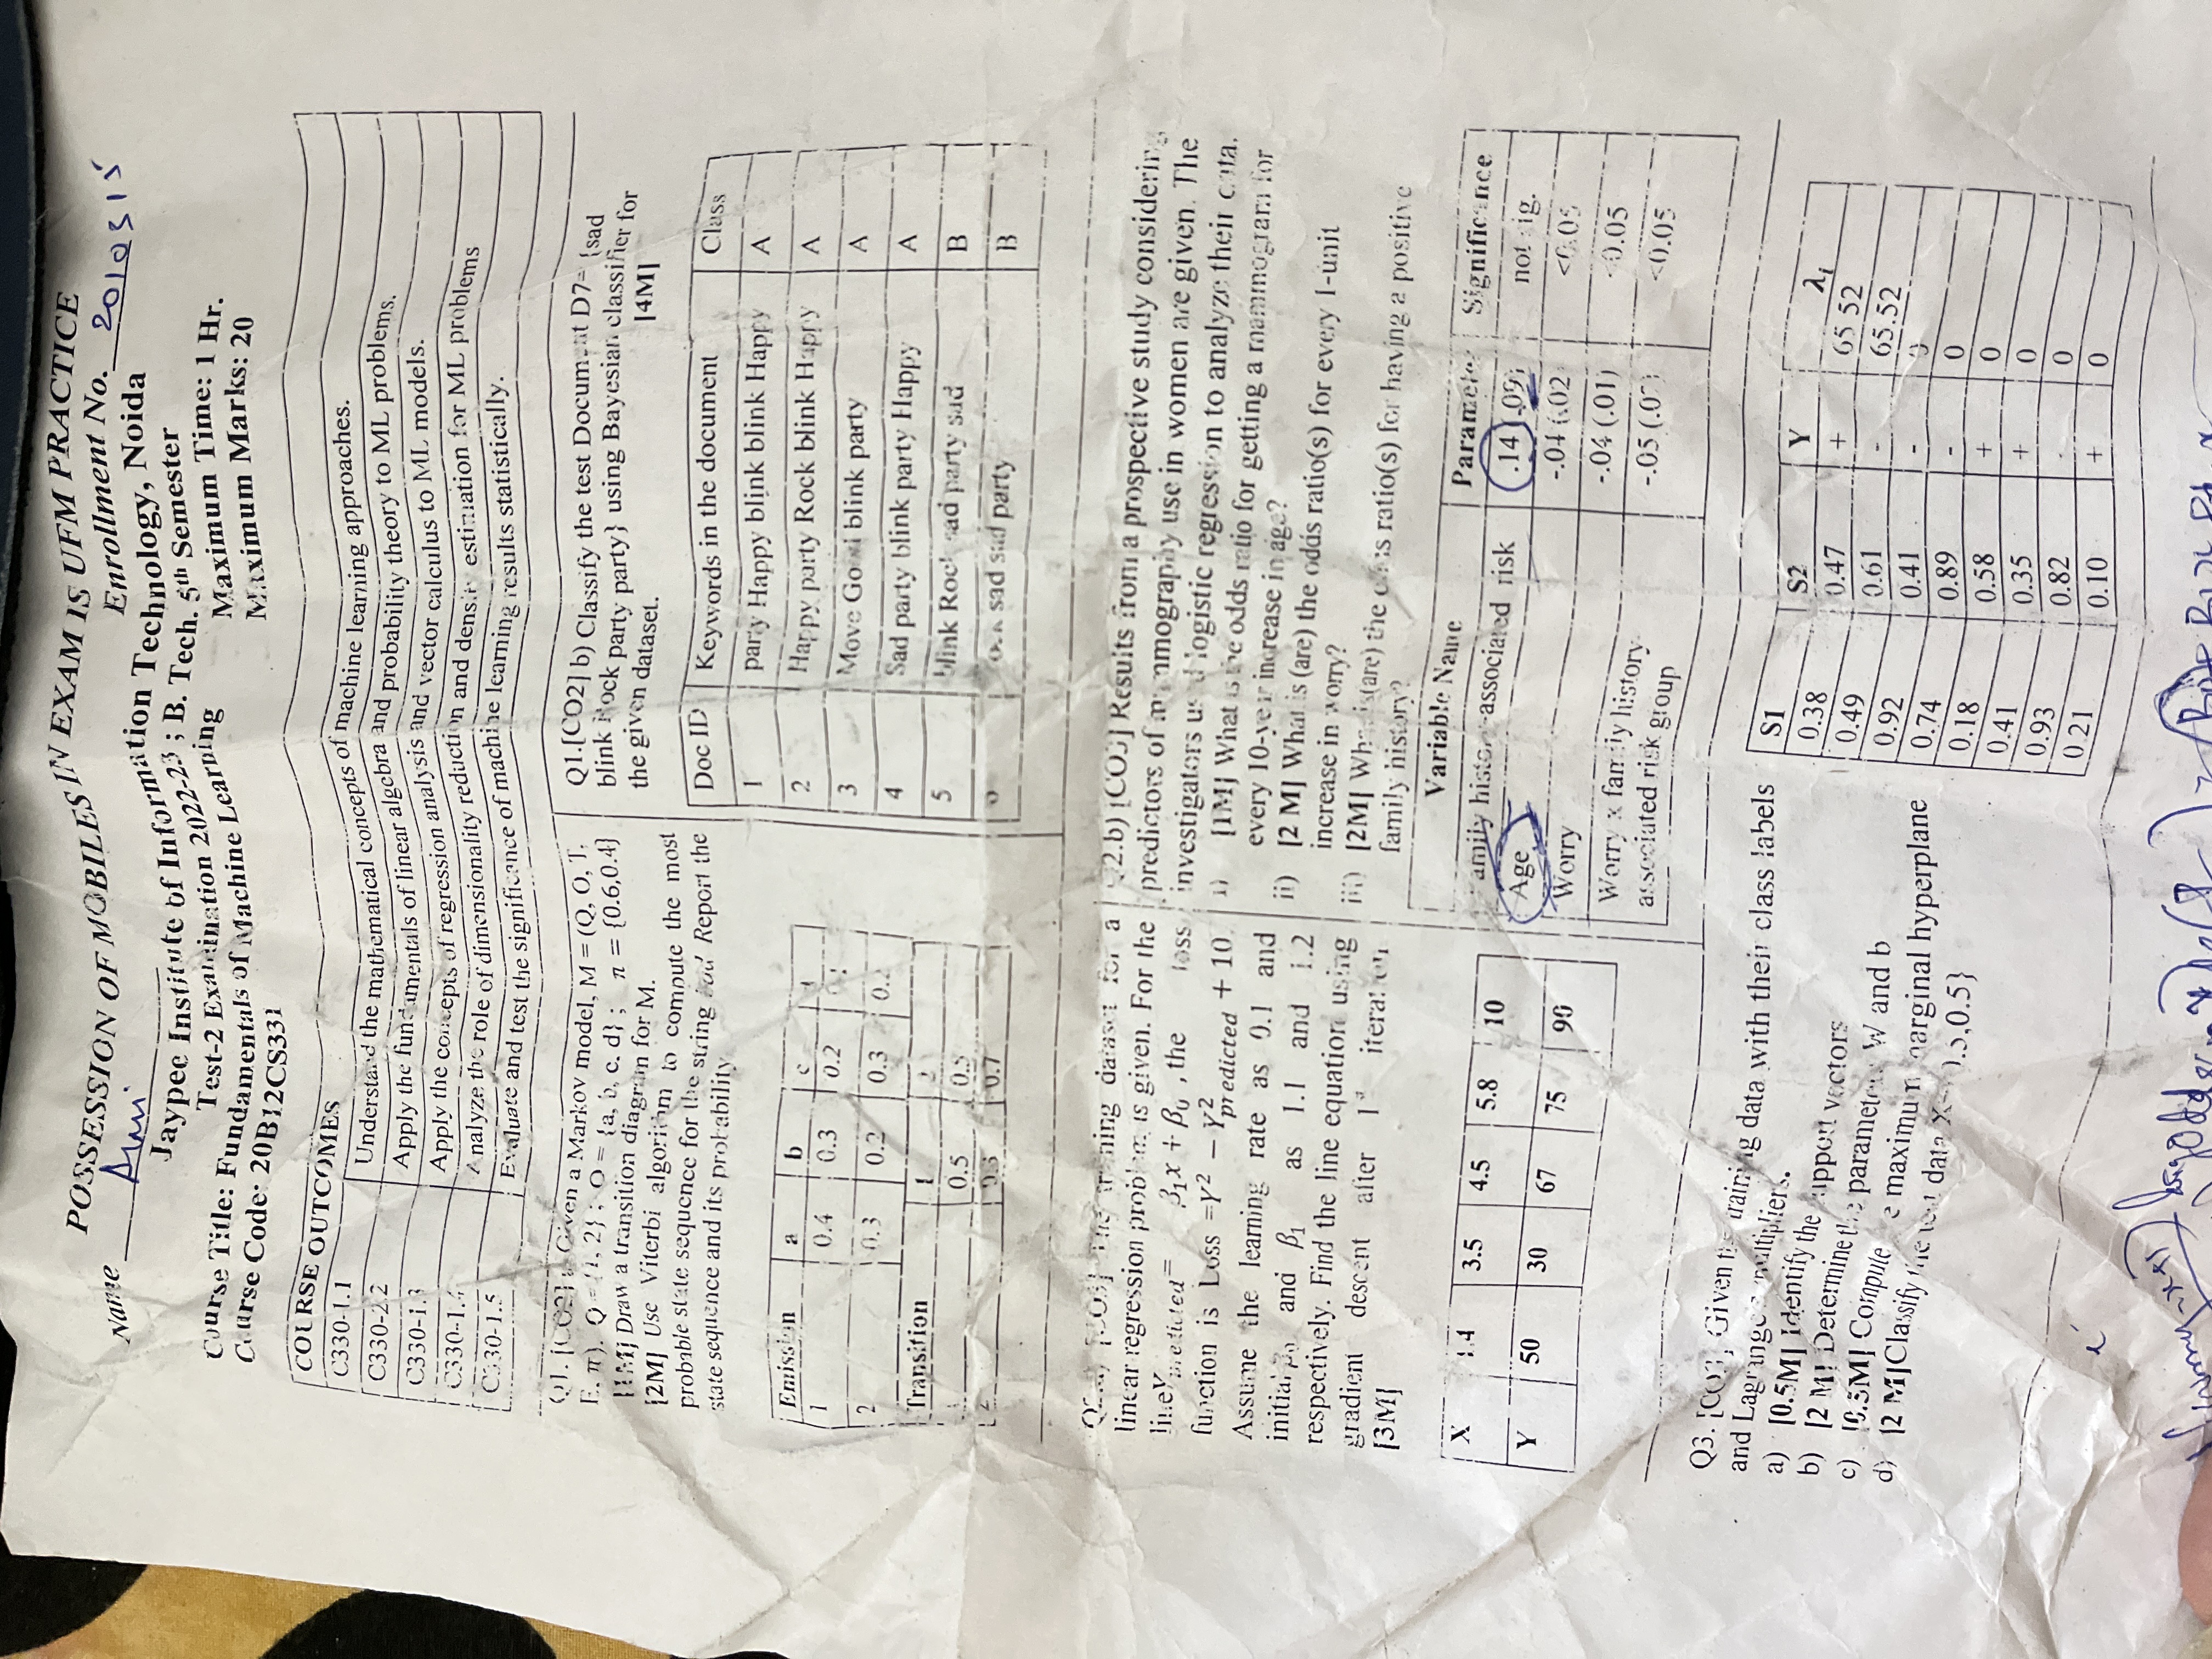 POSSESSION OF MOBILES IN EXAM IS UFM PRACTICE
Name
Enrollment No. 2010315
Jaypee Institute of Information Technology, Noida
Test-2 Examination 2022-23 ; B. Tech. 5th Semester
Course Title: Fundamentals of Machine Learning
Maximum Time: 1 Hr.
Course Code: 20B12CS331
Maximum Marks: 20
COURSE OUTCOMES
C330-1.1 Understand the mathematical concepts of machine learning approaches.
C330-2.2 Apply the fundamentals of linear algebra and probability theory to ML problems.
C330-1.3 Apply the concepts of regression analysis and vector calculus to ML models.
C330-1.4 Analyze the role of dimensionality reduction and density estimation for ML problems
C330-1.5 Evaluate and test the significance of machine learning results statistically.
Q1. [CO2] a Given a Markov model, M = (Q, O, T,
E, π). Q = {1, 2} ; O = {a, b, c, d} ; π = {0.6,0.4}
[1M] Draw a transition diagram for M.
[2M] Use Viterbi algorithm to compute the most
probable state sequence for the string Report the
state sequence and its probability
Emission a b c
1 0.4 0.3 0.2
2 0.3 0.2 0.3
Transition 1 2
1 0.5 0.5
2 0.3 0.7
Q1.[CO2] b) Classify the test Document D7= {sad
blink Rock party party} using Bayesian classifier for
the given dataset. [4M]
Doc ID Keywords in the document Class
1 party Happy blink blink Happy A
2 Happy party Rock blink Happy A
3 Move Good blink party A
4 Sad party blink party Happy A
5 blink Rock sad party sad B
6 sad sad party B
Q2.a) [CO3] The training dataset for a
linear regression problem is given. For the
line Ypredicted= β₁x + β₀ , the loss
function is Loss =Y² − Y²predicted + 10.
Assume the learning rate as 0.1 and
initial β₀ and β₁ as 1.1 and 1.2
respectively. Find the line equation using
gradient descent after 1st iteration
[3M]
X 1.4 3.5 4.5 5.8 10
Y 50 30 67 75 90
Q2.b) [CO3] Results from a prospective study considering
predictors of mammography use in women are given. The
investigators used logistic regression to analyze their data.
i) [1M] What is the odds ratio for getting a mammogram for
every 10-year increase in age?
ii) [2 M] What is (are) the odds ratio(s) for every 1-unit
increase in worry?
iii) [2M] What is(are) the odds ratio(s) for having a positive
family history?
Variable Name Parameter Significance
Family history-associated risk .14 (.09) not sig.
Age -.04 (.02) <0.05
Worry -.04 (.01) <0.05
Worry x family history-
associated risk group -.05 <0.05
Q3. [CO3] Given the training data with their class labels
and Lagrange multipliers.
a) [0.5M] Identify the support vectors
b) [2 M] Determine the parameters W and b
c) [0.5M] Compute the maximum marginal hyperplane
d) [2 M]Classify the test data X={0.5,0.5}
S1 S2 Y λi
0.38 0.47 + 65.52
0.49 0.61 - 65.52
0.92 0.41 - 0
0.74 0.89 - 0
0.18 0.58 + 0
0.41 0.35 + 0
0.93 0.82 - 0
0.21 0.10 + 0